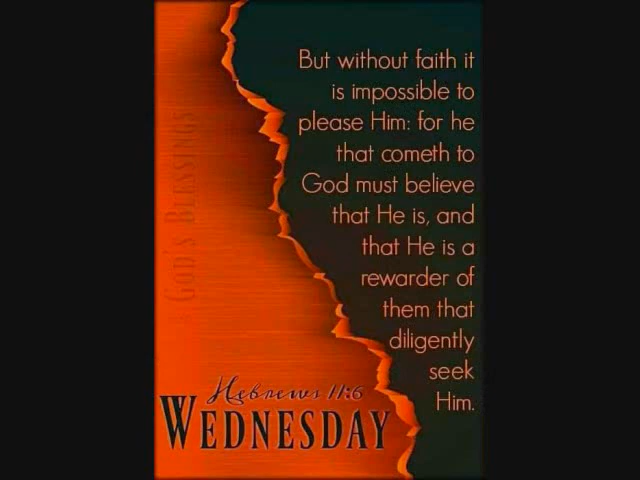 But without faith it
is impossible to
please Him: for he
that cometh to
God must believe
that He is, and
that He is a
rewarder of
them that
diligently
seek
Him.
God's Blessings
Hebrews 11:6
WEDNESDAY